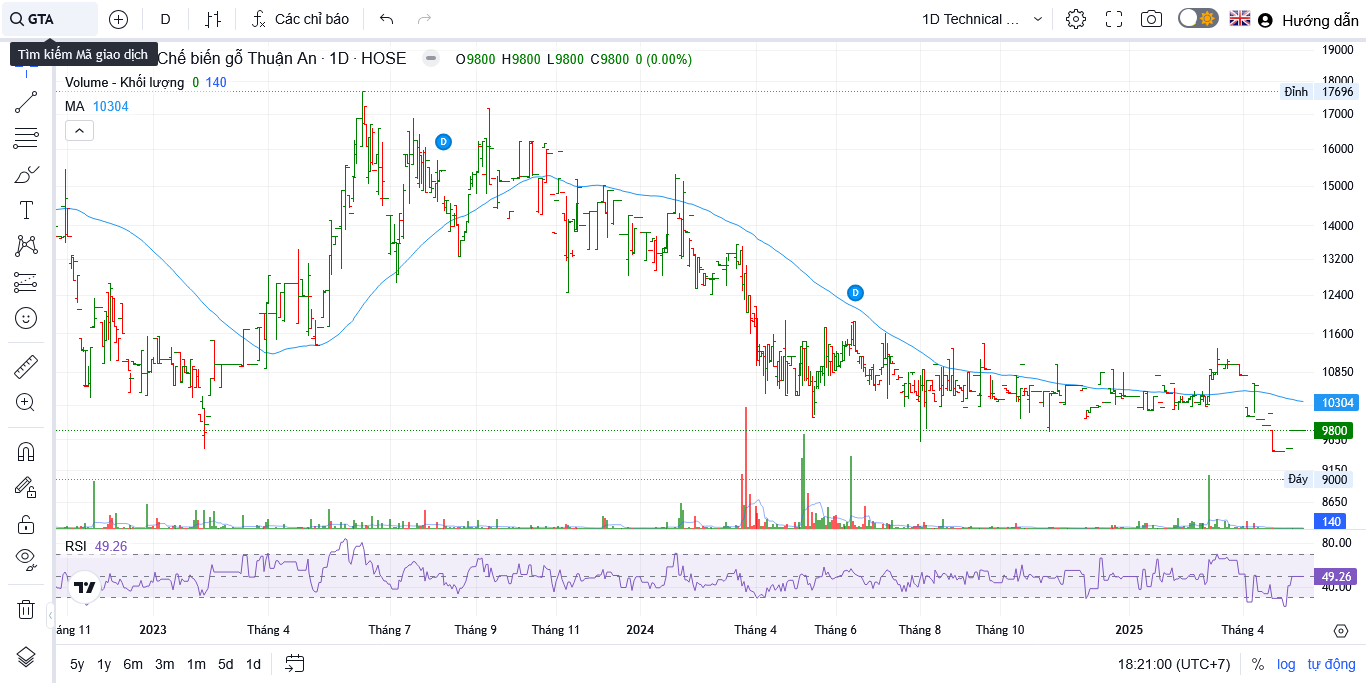 GTA
D
Các chỉ báo
1D Technical ...
Hướng dẫn
Tìm kiếm Mã giao dịch
Chế biến gỗ Thuận An · 1D · HOSE
O9800 H9800 L9800 C9800 0 (0.00%)
Volume - Khối lượng 0 140
MA 10304
D
D
19000
18000
Đỉnh 17696
17000
16000
15000
14000
13200
12400
11600
10850
10304
9800
9150
Đáy 9000
8650
140
RSI 49.26
80.00
49.26
40.00
áng 11 2023 Tháng 4 Tháng 7 Tháng 9 Tháng 11 2024 Tháng 4 Tháng 6 Tháng 8 Tháng 10 2025 Tháng 4
5y 1y 6m 3m 1m 5d 1d
18:21:00 (UTC+7) % log tự động